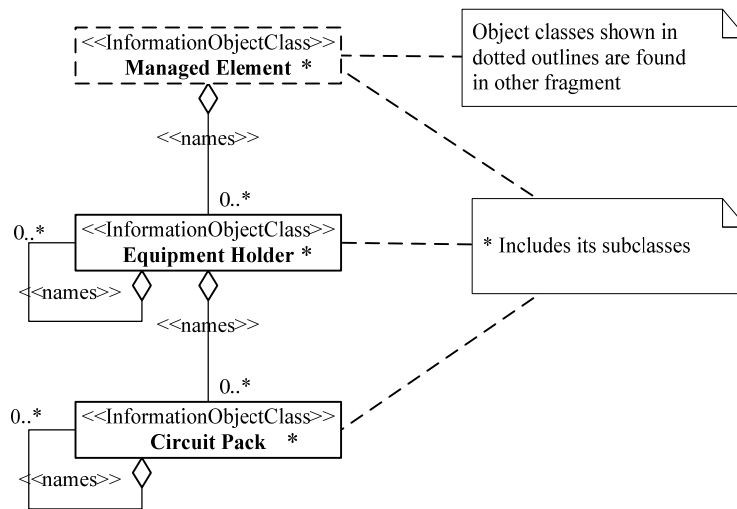 <<InformationObjectClass>>
Managed Element *
Object classes shown in
dotted outlines are found
in other fragment
<<names>>
0..*
<<InformationObjectClass>>
Equipment Holder *
0..*
* Includes its subclasses
<<names>>
<<names>>
0..*
<<InformationObjectClass>>
Circuit Pack *
0..*
<<names>>